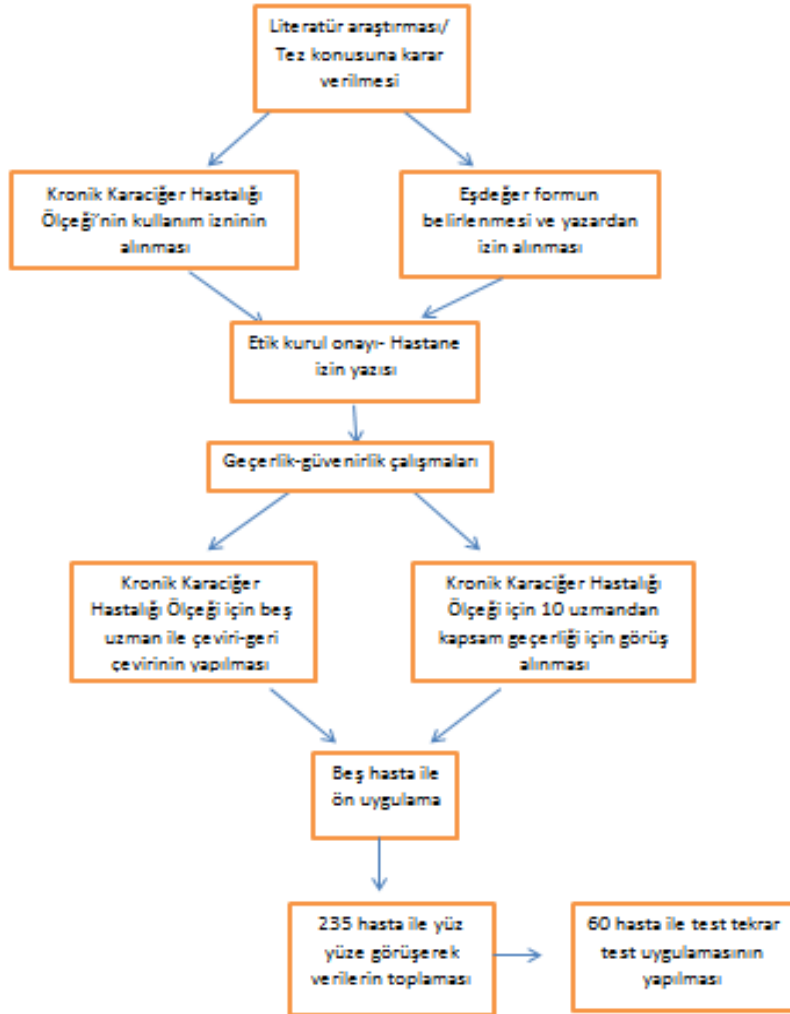 Literatür araştırması/
Tez konusuna karar
verilmesi
Kronik Karaciğer Hastalığı
Ölçeği'nin kullanım izninin
alınması
Eşdeğer formun
belirlenmesi ve yazardan
izin alınması
Etik kurul onayı- Hastane
izin yazısı
Geçerlik-güvenirlik çalışmaları
Kronik Karaciğer
Hastalığı Ölçeği için beş
uzman ile çeviri-geri
çevirinin yapılması
Kronik Karaciğer Hastalığı
Ölçeği için 10 uzmandan
kapsam geçerliği için görüş
alınması
Beş hasta ile
ön uygulama
235 hasta ile yüz
yüze görüşerek
verilerin toplaması
60 hasta ile test tekrar
test uygulamasının
yapılması